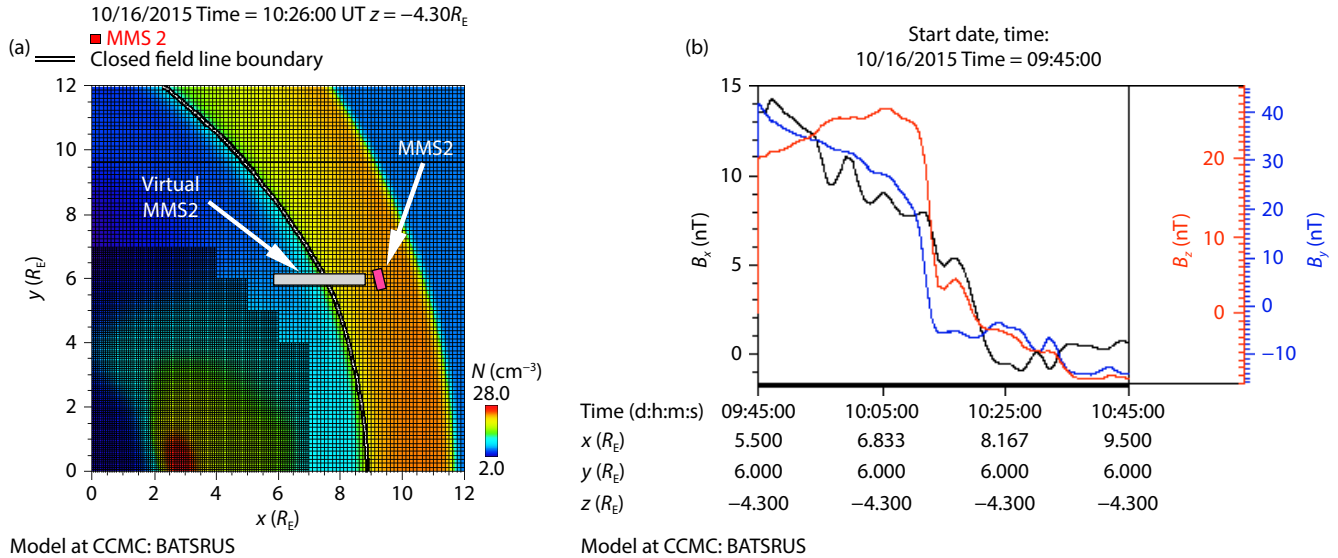 10/16/2015 Time = 10:26:00 UT z = −4.30R_E
MMS 2
(a)
Closed field line boundary
12
10
8
6
4
2
0
y (R_E)
MMS2
Virtual
MMS2
N (cm⁻³)
28.0
2.0
0 2 4 6 8 10 12
x (R_E)
Model at CCMC: BATSRUS
(b)
Start date, time:
10/16/2015 Time = 09:45:00
15
10
5
0
B_x (nT)
20
10
0
B_z (nT)
40
30
20
10
0
−10
B_y (nT)
Time (d:h:m:s) 09:45:00 10:05:00 10:25:00 10:45:00
x (R_E) 5.500 6.833 8.167 9.500
y (R_E) 6.000 6.000 6.000 6.000
z (R_E) −4.300 −4.300 −4.300 −4.300
Model at CCMC: BATSRUS